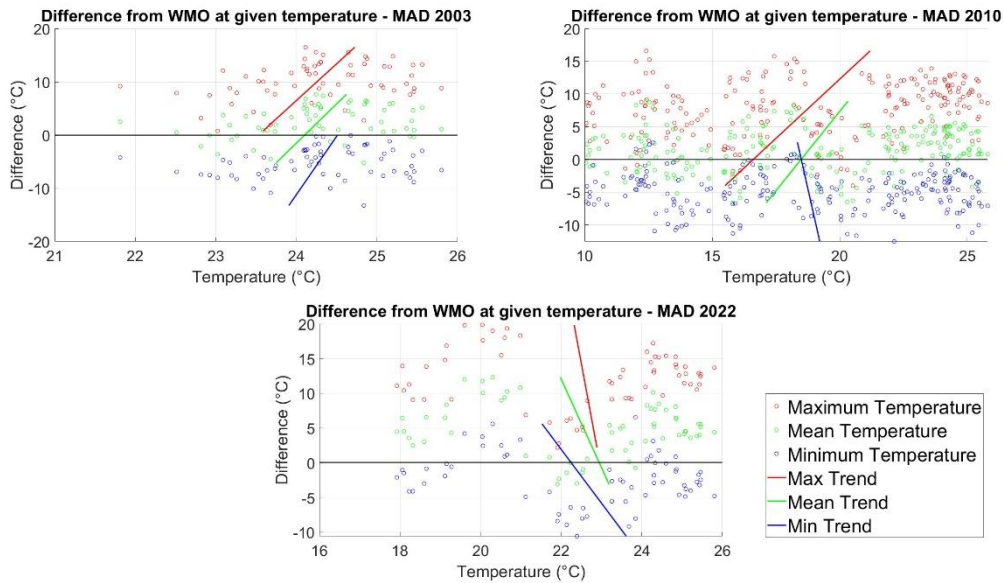 Difference from WMO at given temperature - MAD 2003
20
10
0
-10
-20
Difference (°C)
21
22
23
24
25
26
Temperature (°C)
Difference from WMO at given temperature - MAD 2010
20
15
10
5
0
-5
-10
Difference (°C)
10
15
20
25
Temperature (°C)
Difference from WMO at given temperature - MAD 2022
20
15
10
5
0
-5
-10
Difference (°C)
16
18
20
22
24
26
Temperature (°C)
Maximum Temperature
Mean Temperature
Minimum Temperature
Max Trend
Mean Trend
Min Trend